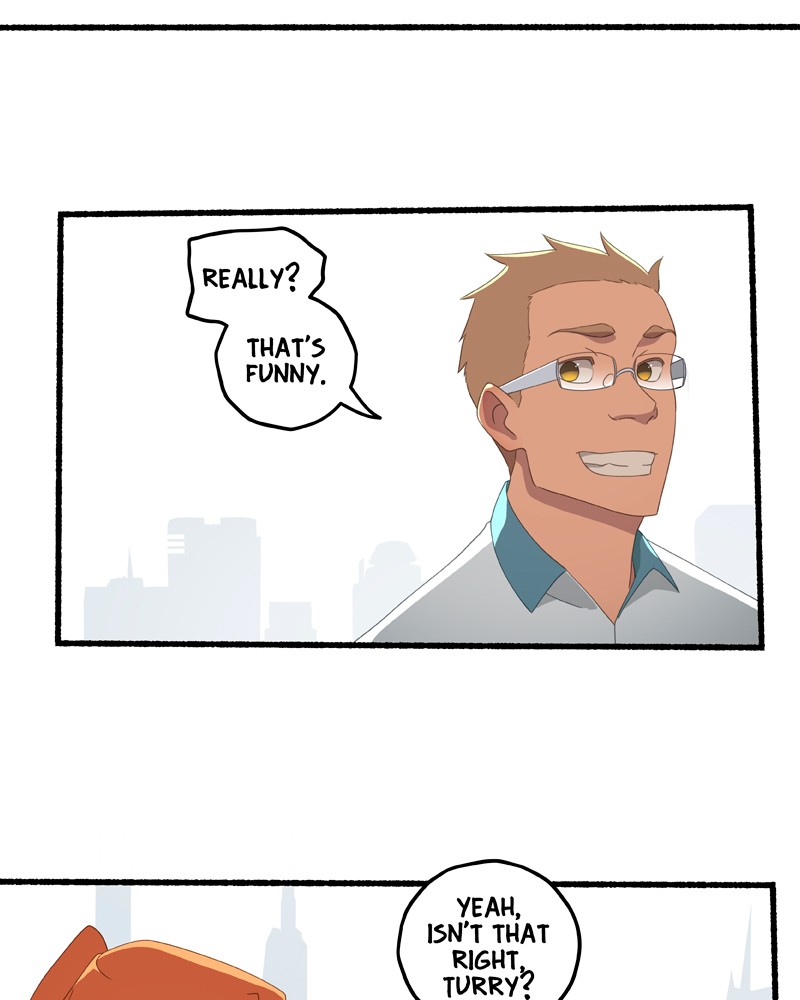 REALLY?
THAT'S
FUNNY.
YEAH,
ISN'T THAT
RIGHT,
TURRY?